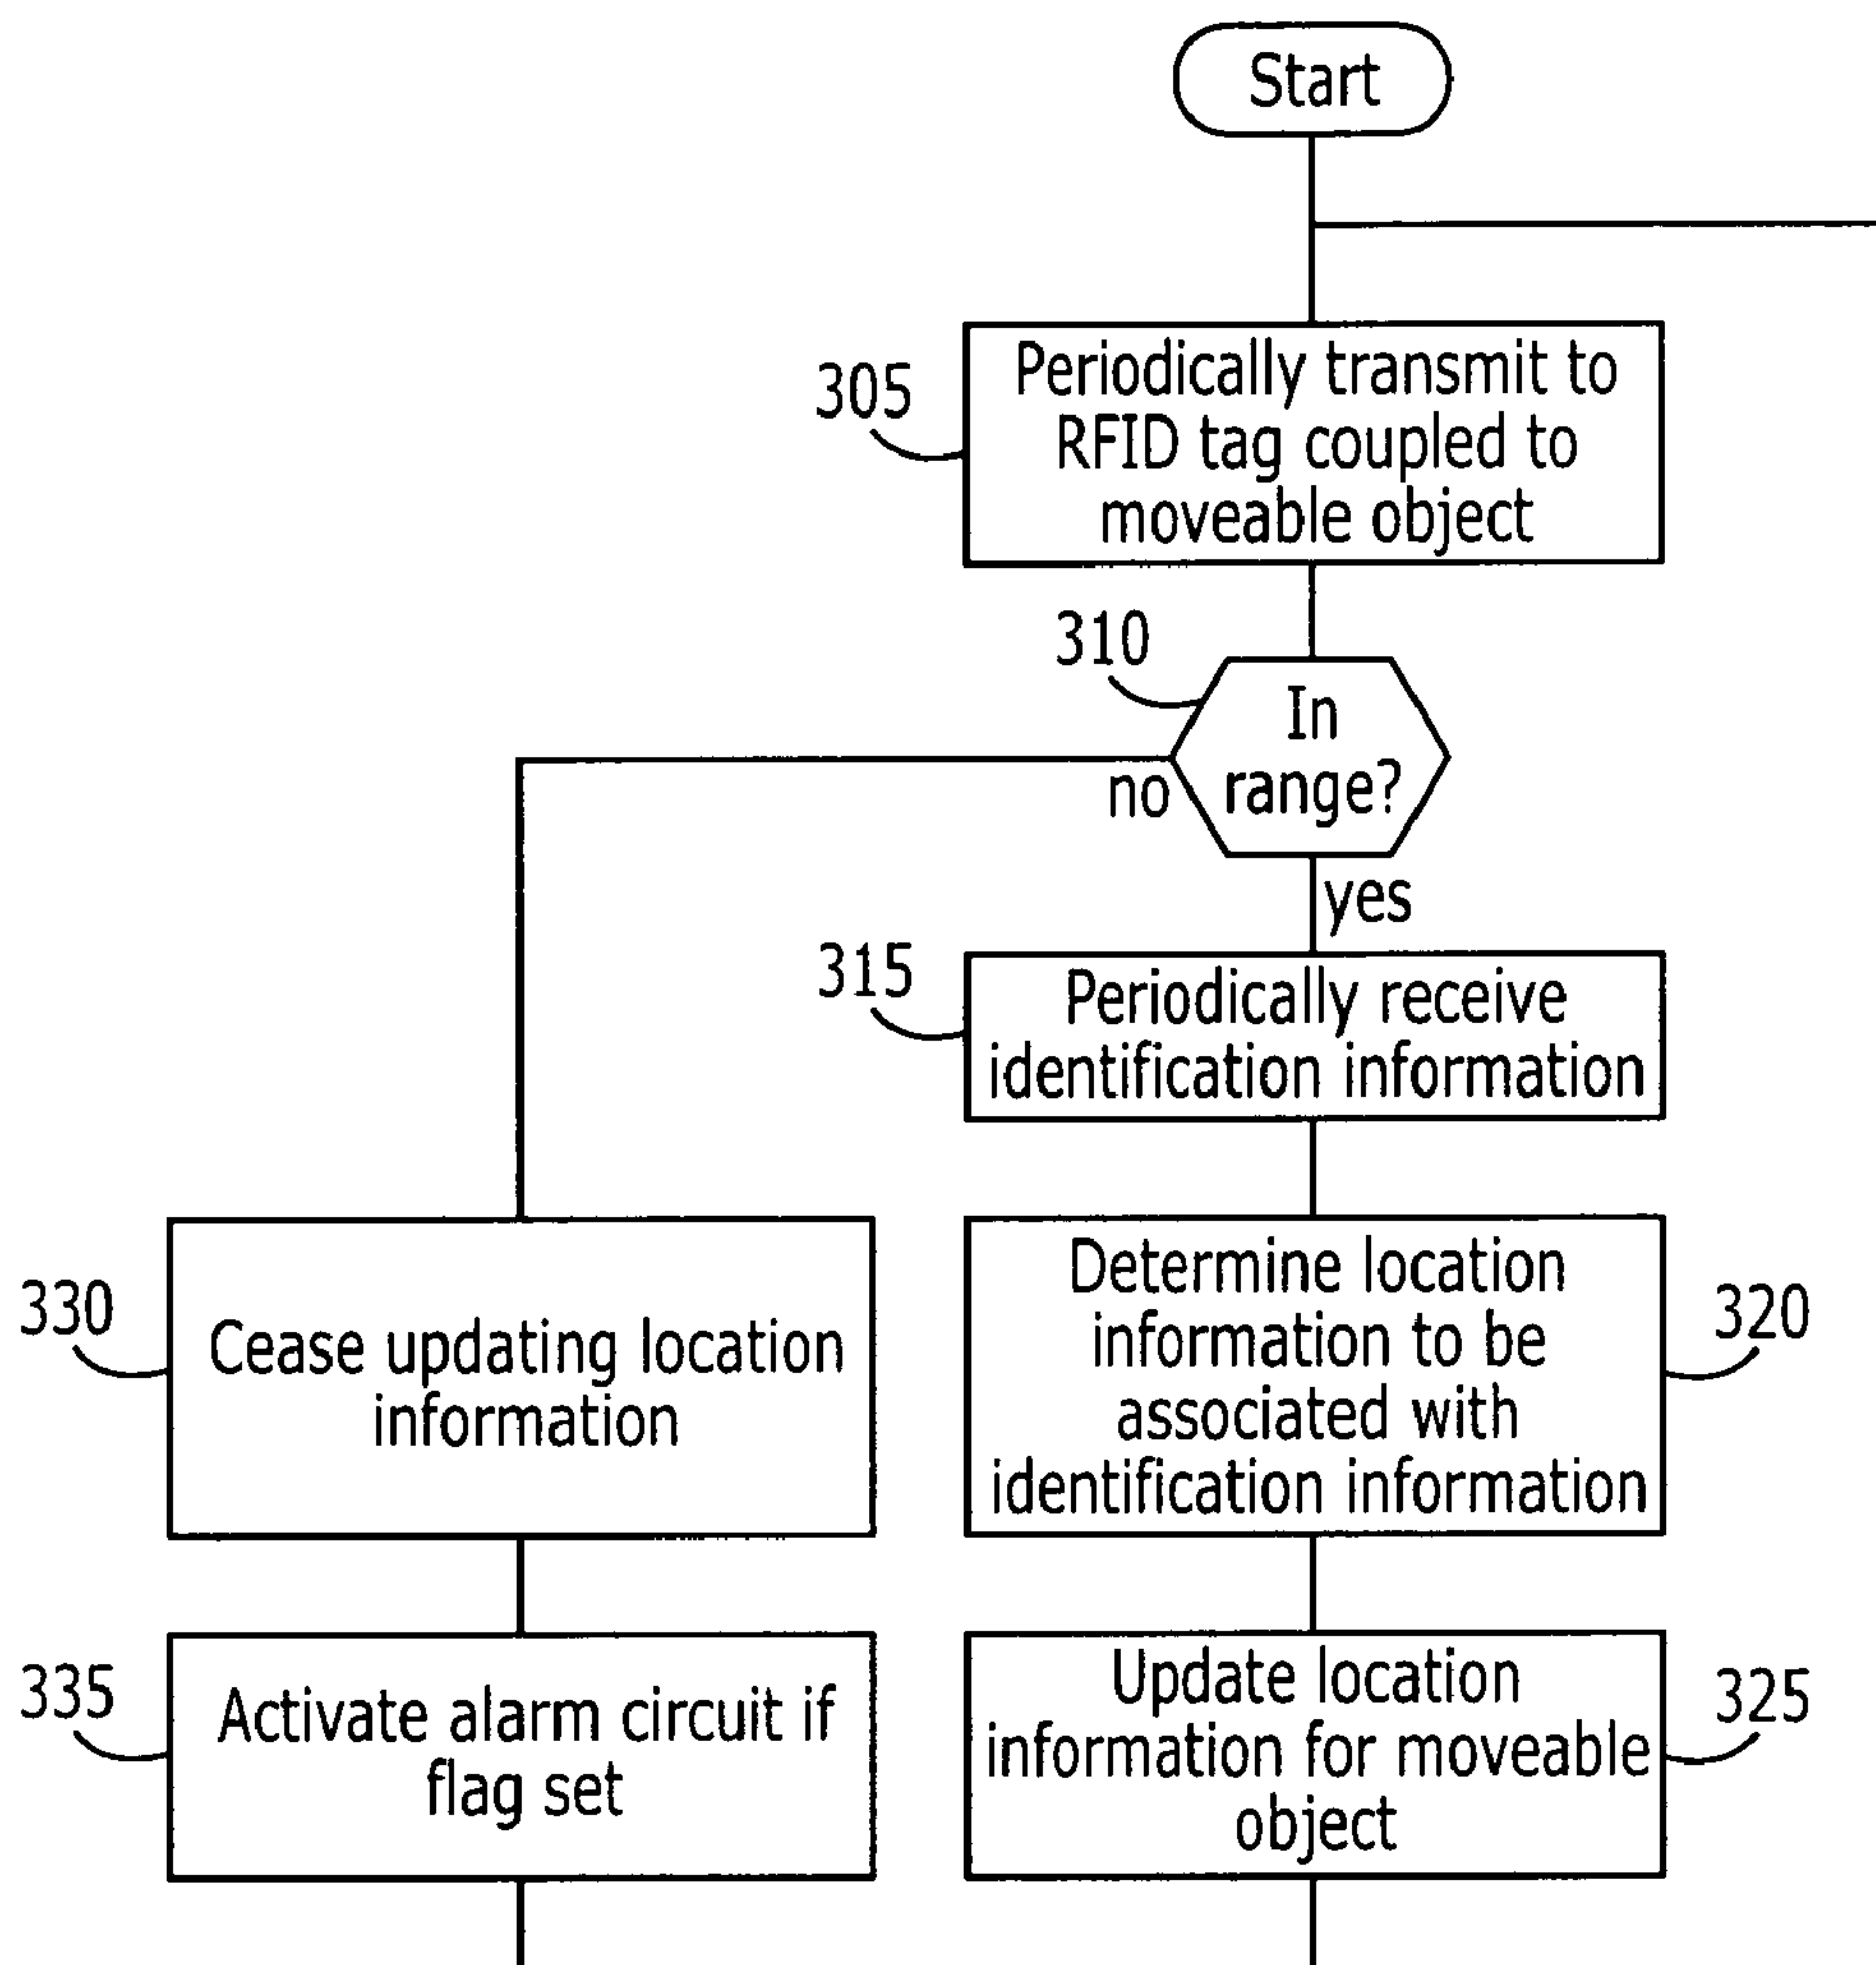 Start
305
Periodically transmit to
RFID tag coupled to
moveable object
310
In
range?
no
yes
315
Periodically receive
identification information
330
Cease updating location
information
Determine location
information to be
associated with
identification information
320
335
Activate alarm circuit if
flag set
Update location
information for moveable
object
325